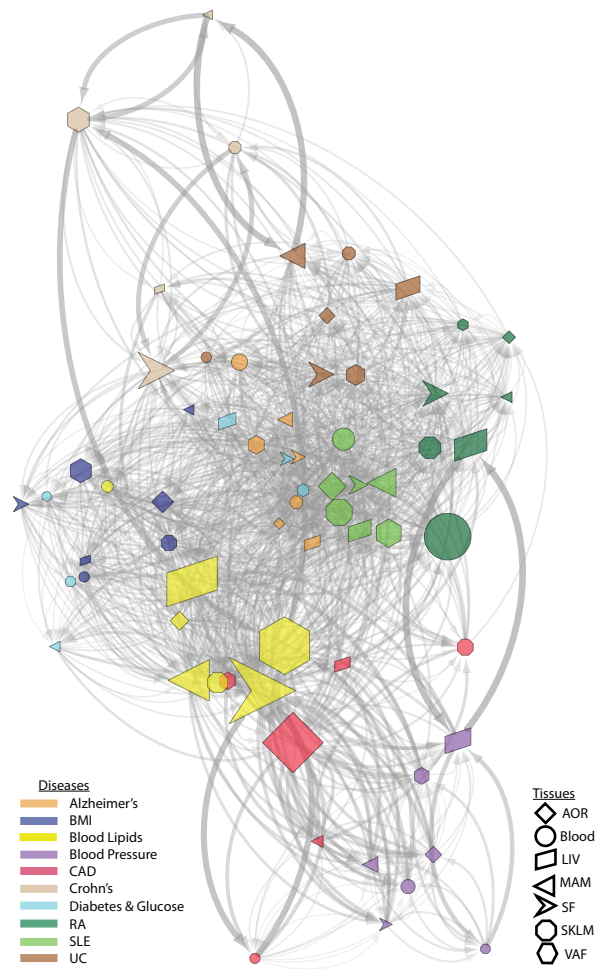 Diseases
Alzheimer's
BMI
Blood Lipids
Blood Pressure
CAD
Crohn's
Diabetes & Glucose
RA
SLE
UC
Tissues
AOR
Blood
LIV
MAM
SF
SKLM
VAF